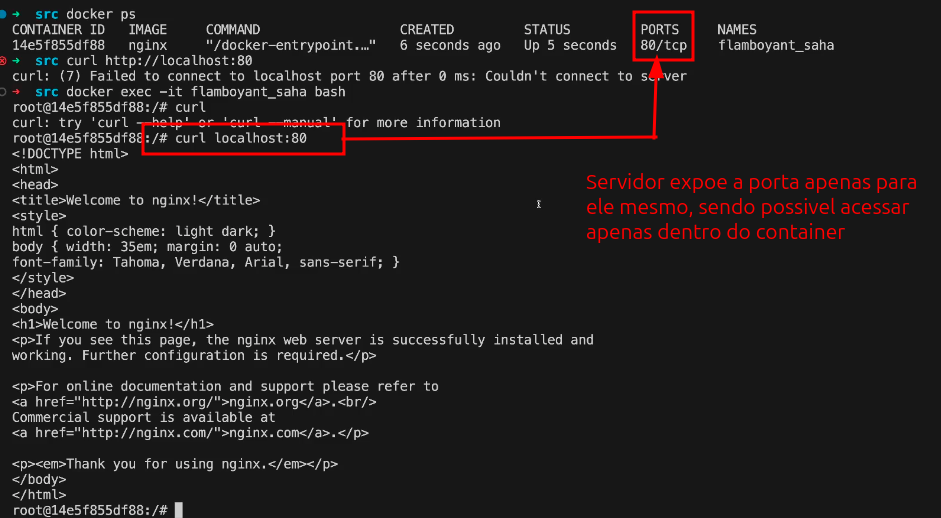 ➜ src docker ps
CONTAINER ID IMAGE COMMAND CREATED STATUS PORTS NAMES
14e5f855df88 nginx "/docker-entrypoint.…" 6 seconds ago Up 5 seconds 80/tcp flamboyant_saha
➜ src curl http://localhost:80
curl: (7) Failed to connect to localhost port 80 after 0 ms: Couldn't connect to server
➜ src docker exec -it flamboyant_saha bash
root@14e5f855df88:/# curl
curl: try 'curl --help' or 'curl --manual' for more information
root@14e5f855df88:/# curl localhost:80
<!DOCTYPE html>
<html>
<head>
<title>Welcome to nginx!</title>
<style>
html { color-scheme: light dark; }
body { width: 35em; margin: 0 auto;
font-family: Tahoma, Verdana, Arial, sans-serif; }
</style>
</head>
<body>
<h1>Welcome to nginx!</h1>
<p>If you see this page, the nginx web server is successfully installed and
working. Further configuration is required.</p>
<p>For online documentation and support please refer to
<a href="http://nginx.org/">nginx.org</a>.<br/>
Commercial support is available at
<a href="http://nginx.com/">nginx.com</a>.</p>
<p><em>Thank you for using nginx.</em></p>
</body>
</html>
root@14e5f855df88:/#
Servidor expoe a porta apenas para
ele mesmo, sendo possivel acessar
apenas dentro do container